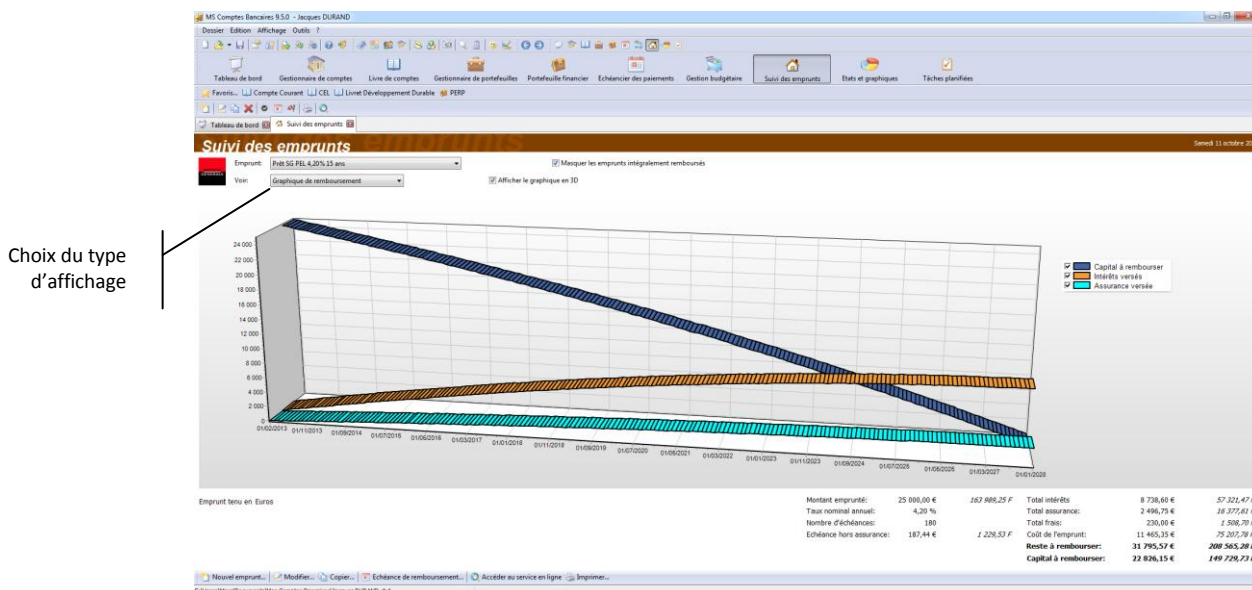 MS Comptes Bancaires 9.5.0 - Jacques DURAND
Dossier Edition Affichage Outils ?
Tableau de bord Gestionnaire de comptes Livre de comptes Gestionnaire de portefeuilles Portefeuille financier Echéancier des paiements Gestion budgétaire Suivi des emprunts Etats et graphiques Tâches planifiées
Favoris... Compte Courant CEL Livret Développement Durable PERP
Tableau de bord Suivi des emprunts
Suivi des emprunts
Samedi 11 octobre 20
Emprunt: Prêt SG PEL 4,20% 15 ans Masquer les emprunts intégralement remboursés
Voir: Graphique de remboursement Afficher le graphique en 3D
Choix du type
d'affichage
24 000
22 000
20 000
18 000
16 000
14 000
12 000
10 000
8 000
6 000
4 000
2 000
0
Capital à rembourser
Intérêts versés
Assurance versée
01/02/2013 01/11/2013 01/09/2014 01/07/2015 01/05/2016 01/03/2017 01/01/2018 01/11/2018 01/09/2019 01/07/2020 01/05/2021 01/03/2022 01/01/2023 01/11/2023 01/09/2024 01/07/2025 01/05/2026 01/03/2027 01/01/2028
Emprunt tenu en Euros
Montant emprunté: 25 000,00 € 163 989,25 F Total intérêts 8 738,60 € 57 321,47
Taux nominal annuel: 4,20 % Total assurance: 2 496,75 € 16 377,61
Nombre d'échéances: 180 Total frais: 230,00 € 1 508,70
Echéance hors assurance: 187,44 € 1 229,53 F Coût de l'emprunt: 11 465,35 € 75 207,78
Reste à rembourser: 31 795,57 € 208 565,28
Capital à rembourser: 22 826,15 € 149 729,73
Nouvel emprunt... Modifier... Copier... Echéance de remboursement... Accéder au service en ligne Imprimer...